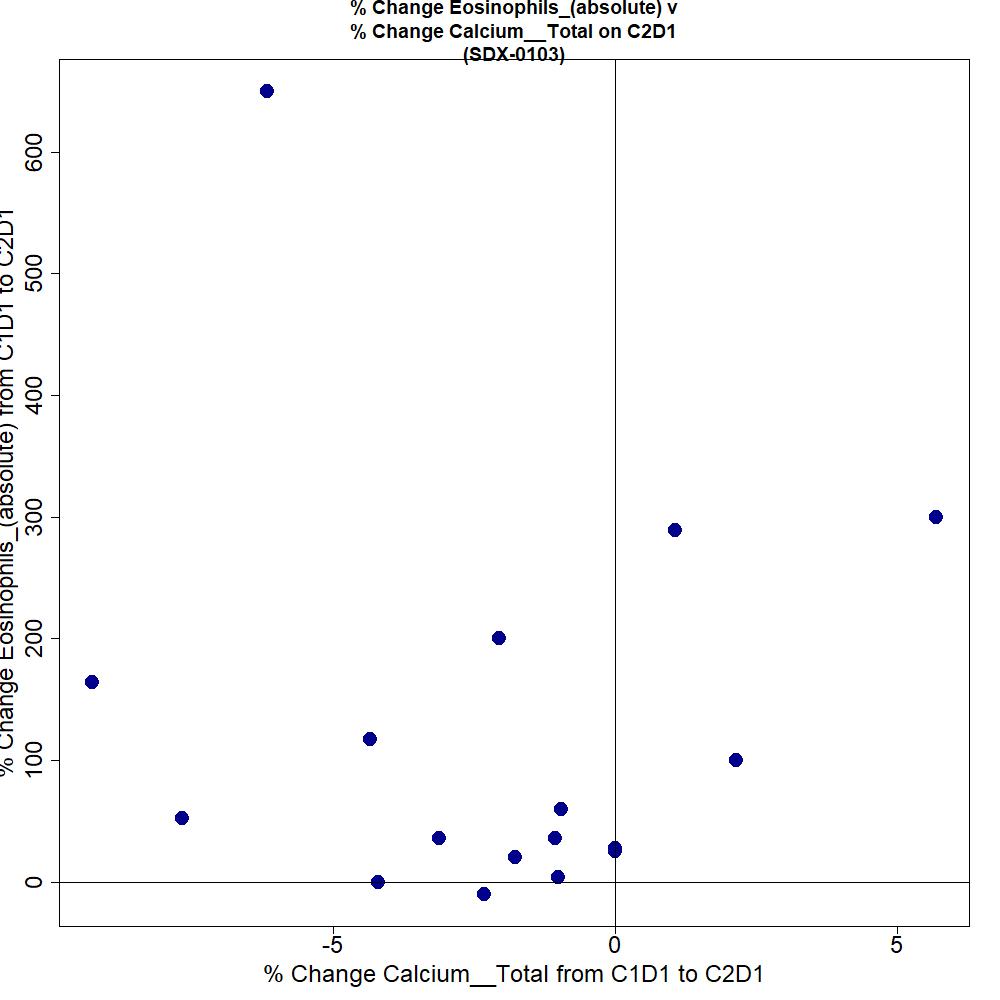 % Change Eosinophils_(absolute) v
% Change Calcium__Total on C2D1
(SDX-0103)
% Change Eosinophils_(absolute) from C1D1 to C2D1
600
500
400
300
200
100
0
-5
0
5
% Change Calcium__Total from C1D1 to C2D1